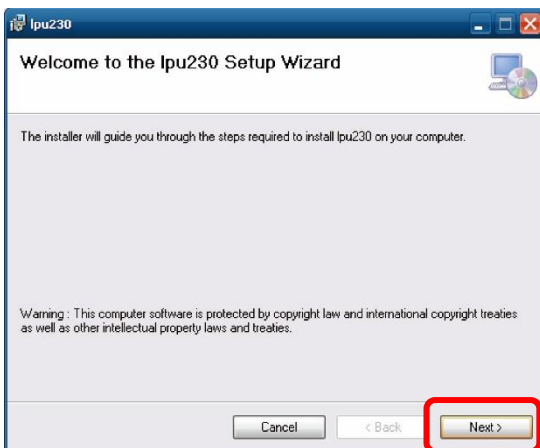 lpu230
Welcome to the lpu230 Setup Wizard
The installer will guide you through the steps required to install lpu230 on your computer.
Warning : This computer software is protected by copyright law and international copyright treaties
as well as other intellectual property laws and treaties.
Cancel
< Back
Next >